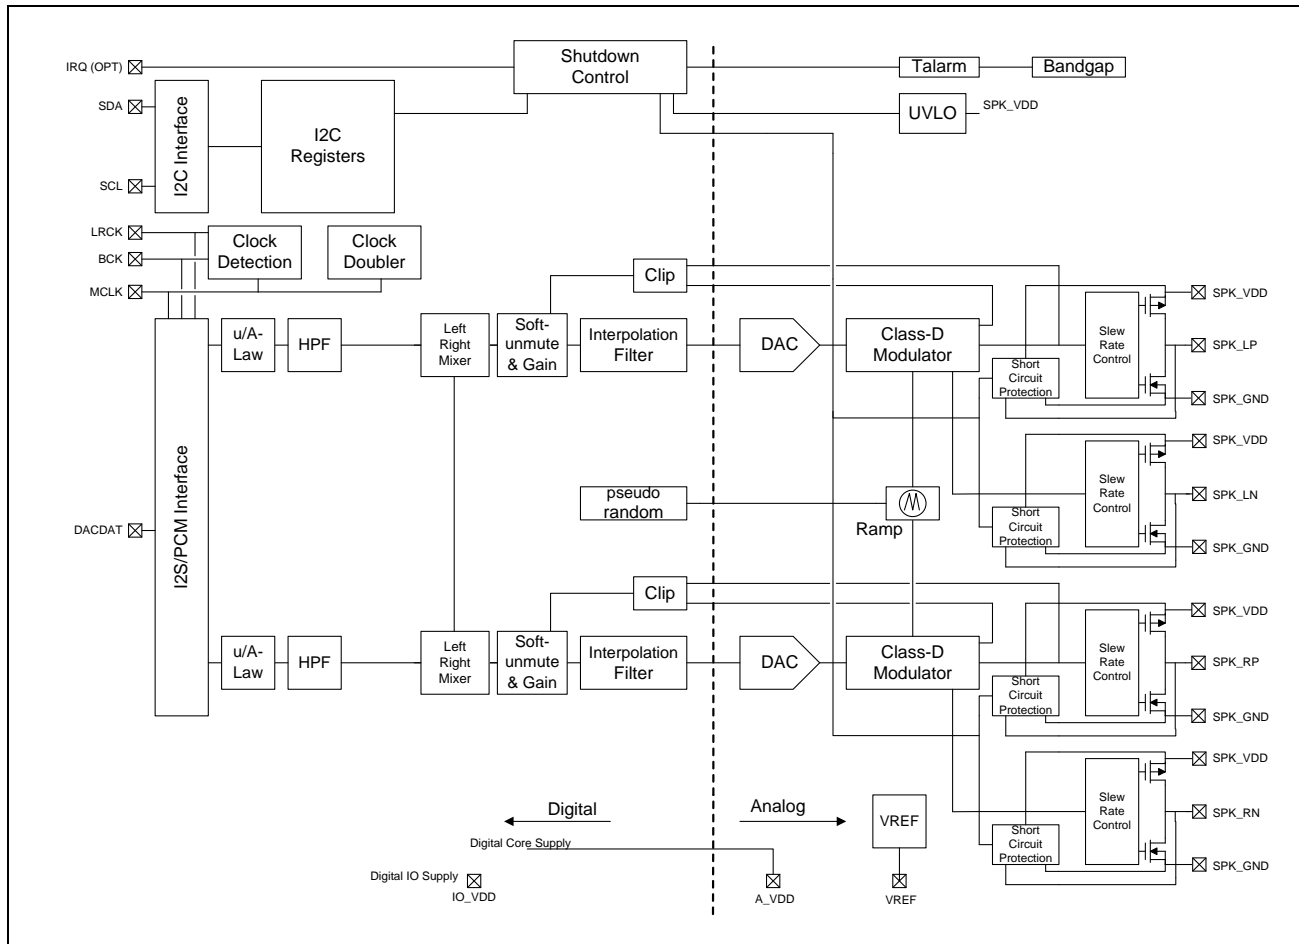 IRQ (OPT)
Shutdown
Control
Talarm
Bandgap
SDA
I2C Interface
I2C
Registers
UVLO
SPK_VDD
SCL
LRCK
Clock
Detection
Clock
Doubler
BCK
MCLK
Clip
SPK_VDD
I2S/PCM Interface
u/A-
Law
HPF
Left
Right
Mixer
Soft-
unmute
& Gain
Interpolation
Filter
DAC
Class-D
Modulator
Short
Circuit
Protection
Slew
Rate
Control
SPK_LP
SPK_GND
SPK_VDD
Slew
Rate
Control
SPK_LN
pseudo
random
Ramp
Short
Circuit
Protection
DACDAT
SPK_GND
Clip
SPK_VDD
u/A-
Law
HPF
Left
Right
Mixer
Soft-
unmute
& Gain
Interpolation
Filter
DAC
Class-D
Modulator
Short
Circuit
Protection
Slew
Rate
Control
SPK_RP
SPK_GND
SPK_VDD
Digital
Analog
VREF
Slew
Rate
Control
SPK_RN
Digital Core Supply
Short
Circuit
Protection
SPK_GND
Digital IO Supply
IO_VDD
A_VDD
VREF